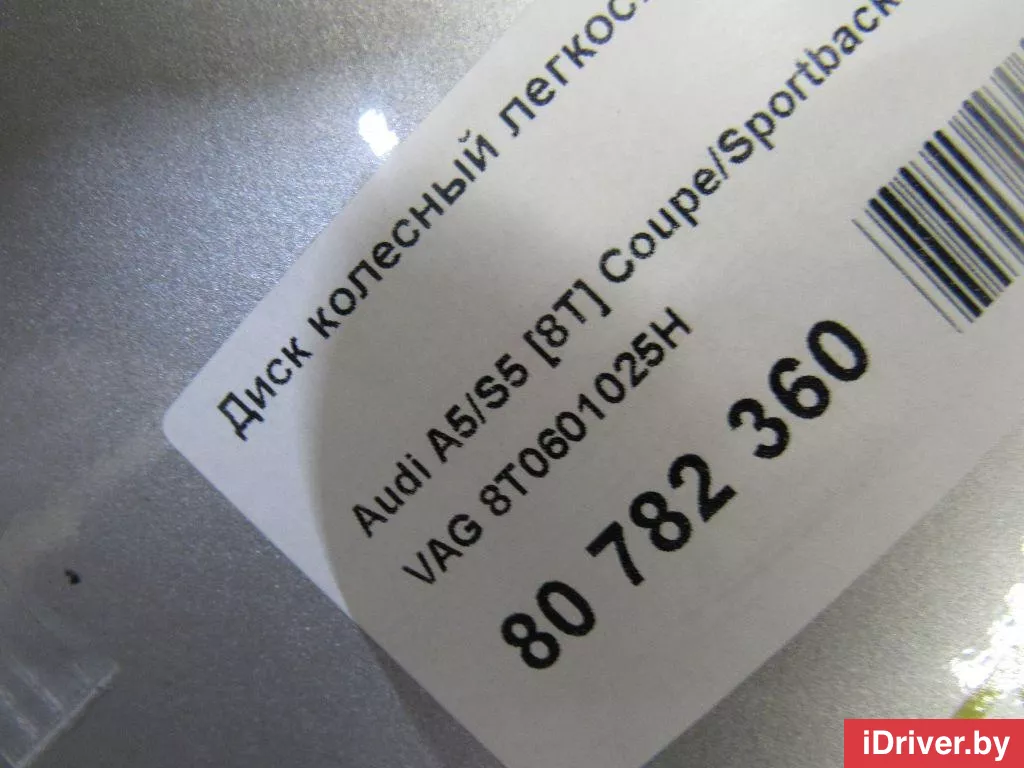 Диск колесный легкос
Audi A5/S5 [8T] Coupe/Sportback
VAG 8T0601025H
80 782 360
iDriver.by